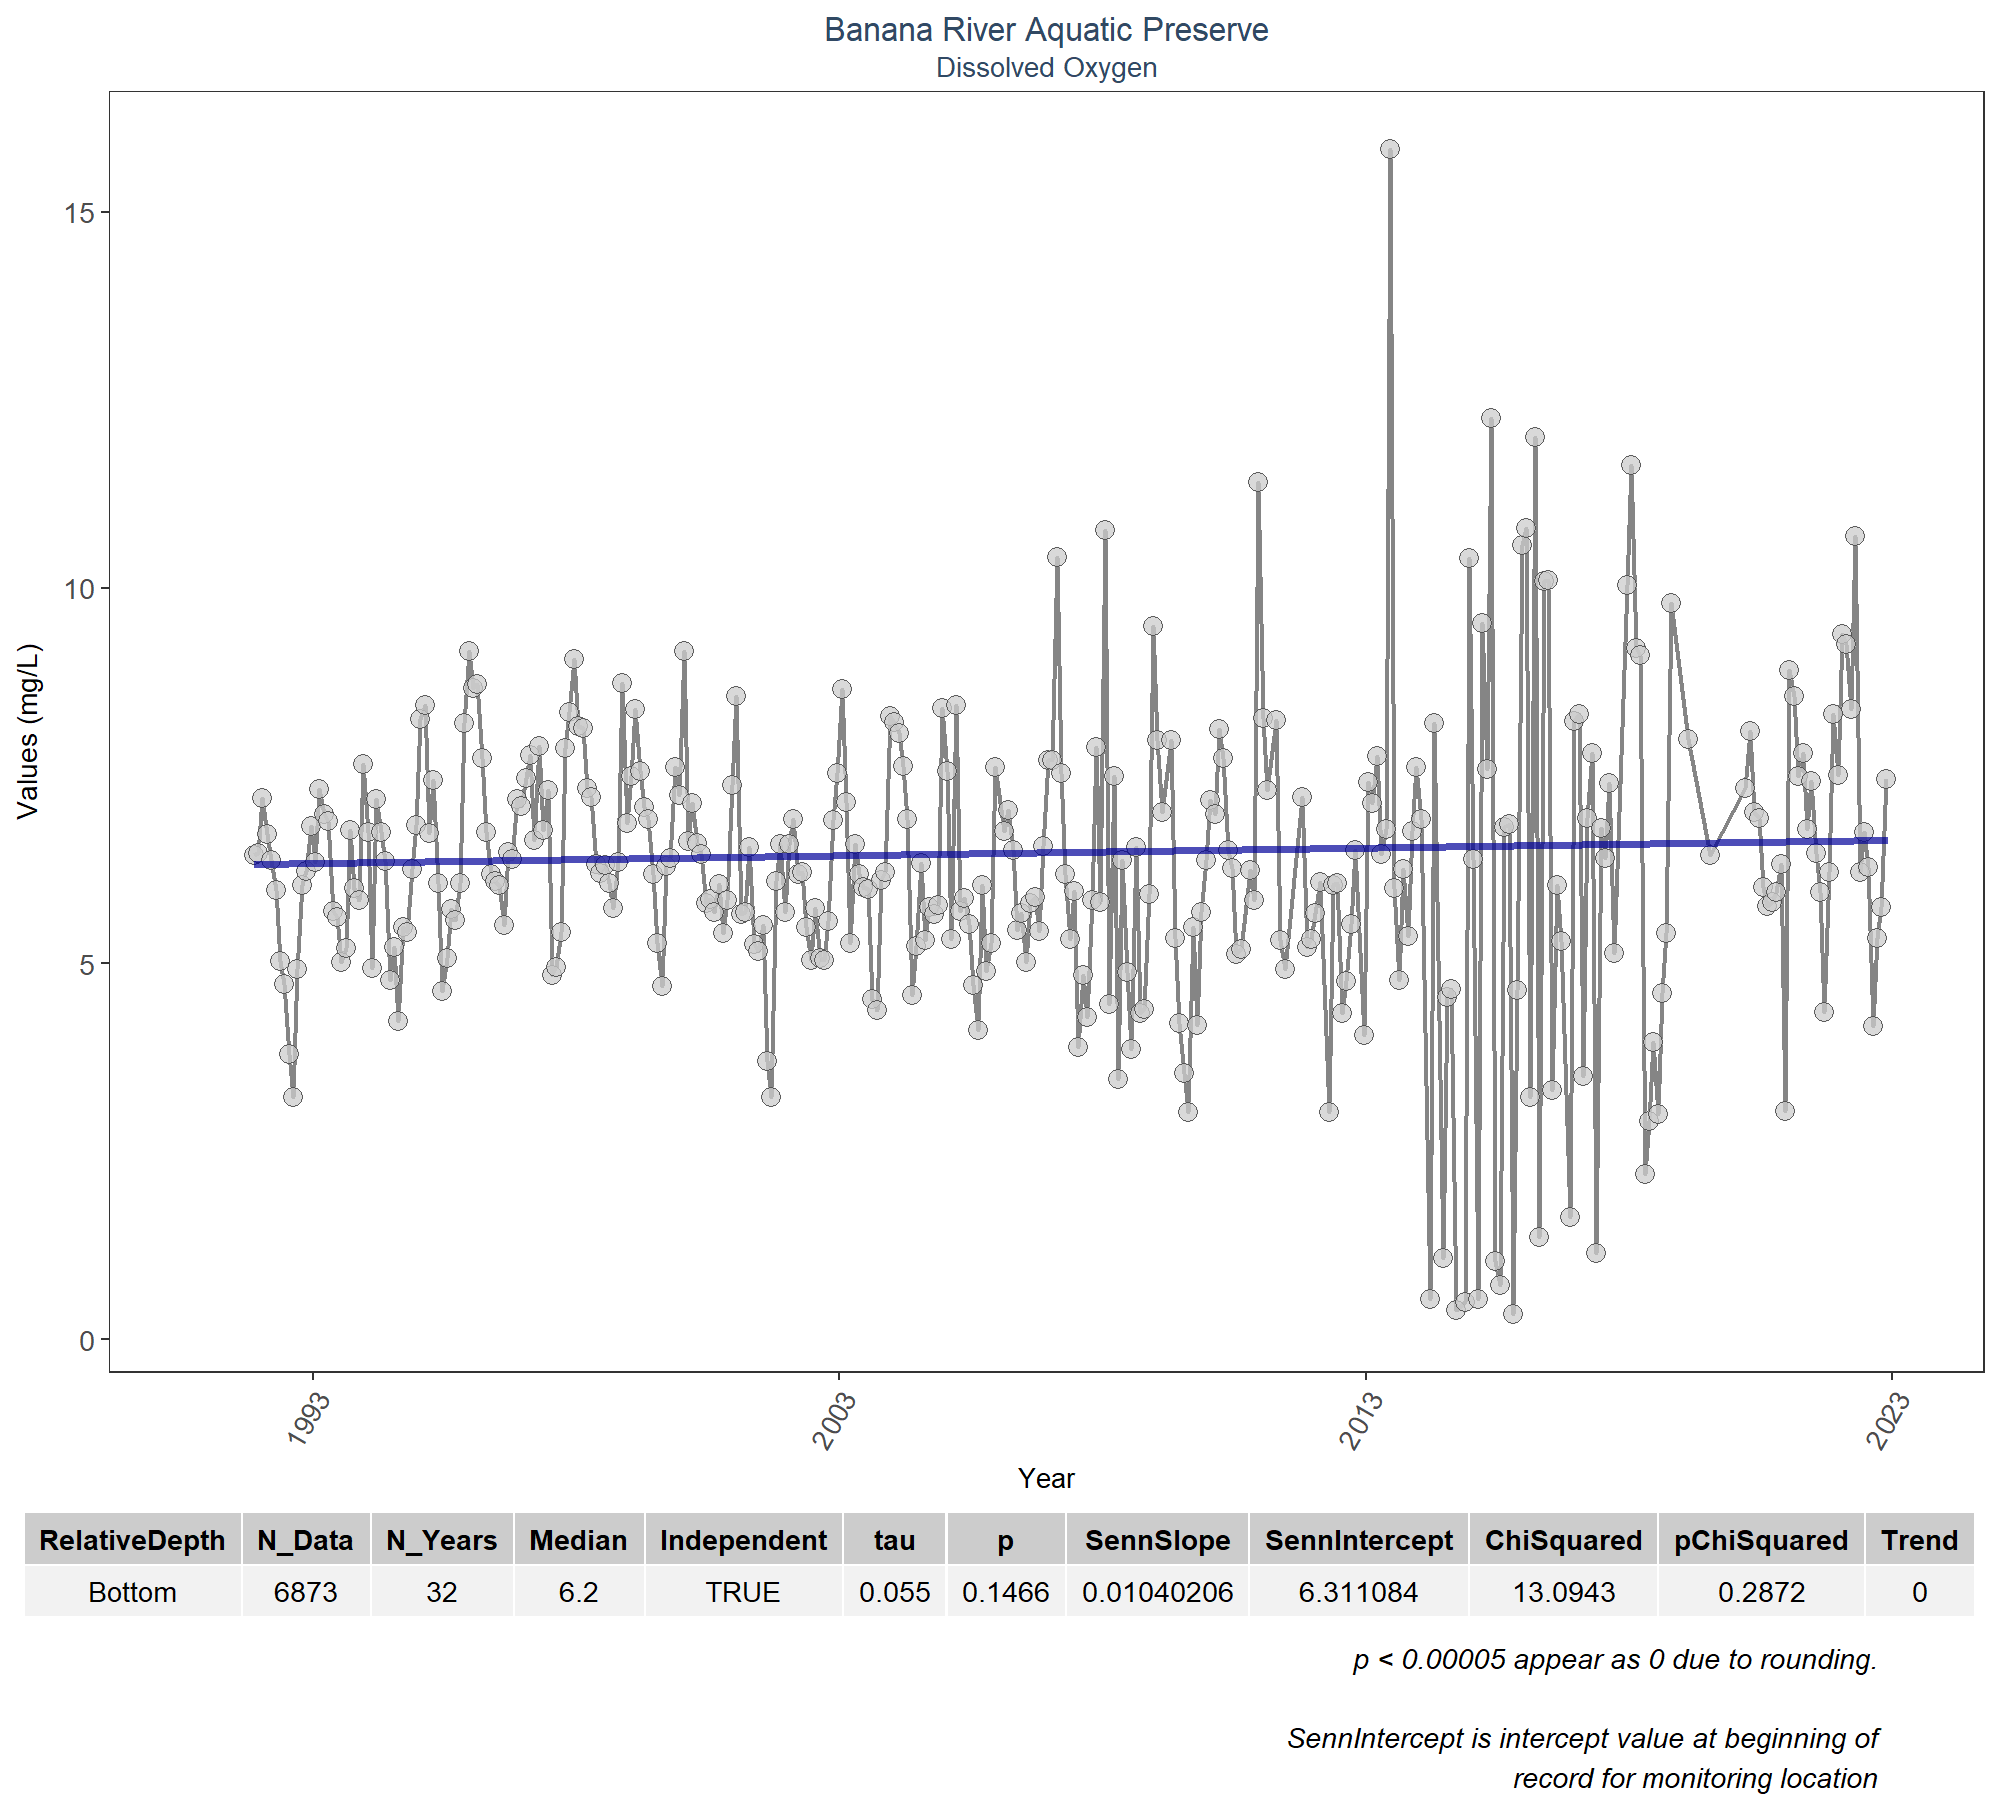 Banana River Aquatic Preserve
Dissolved Oxygen
Values (mg/L)
15
10
5
0
1993
2003
2013
2023
Year
RelativeDepth N_Data N_Years Median Independent tau p SennSlope SennIntercept ChiSquared pChiSquared Trend
Bottom 6873 32 6.2 TRUE 0.055 0.1466 0.01040206 6.311084 13.0943 0.2872 0
p < 0.00005 appear as 0 due to rounding.
SennIntercept is intercept value at beginning of
record for monitoring location